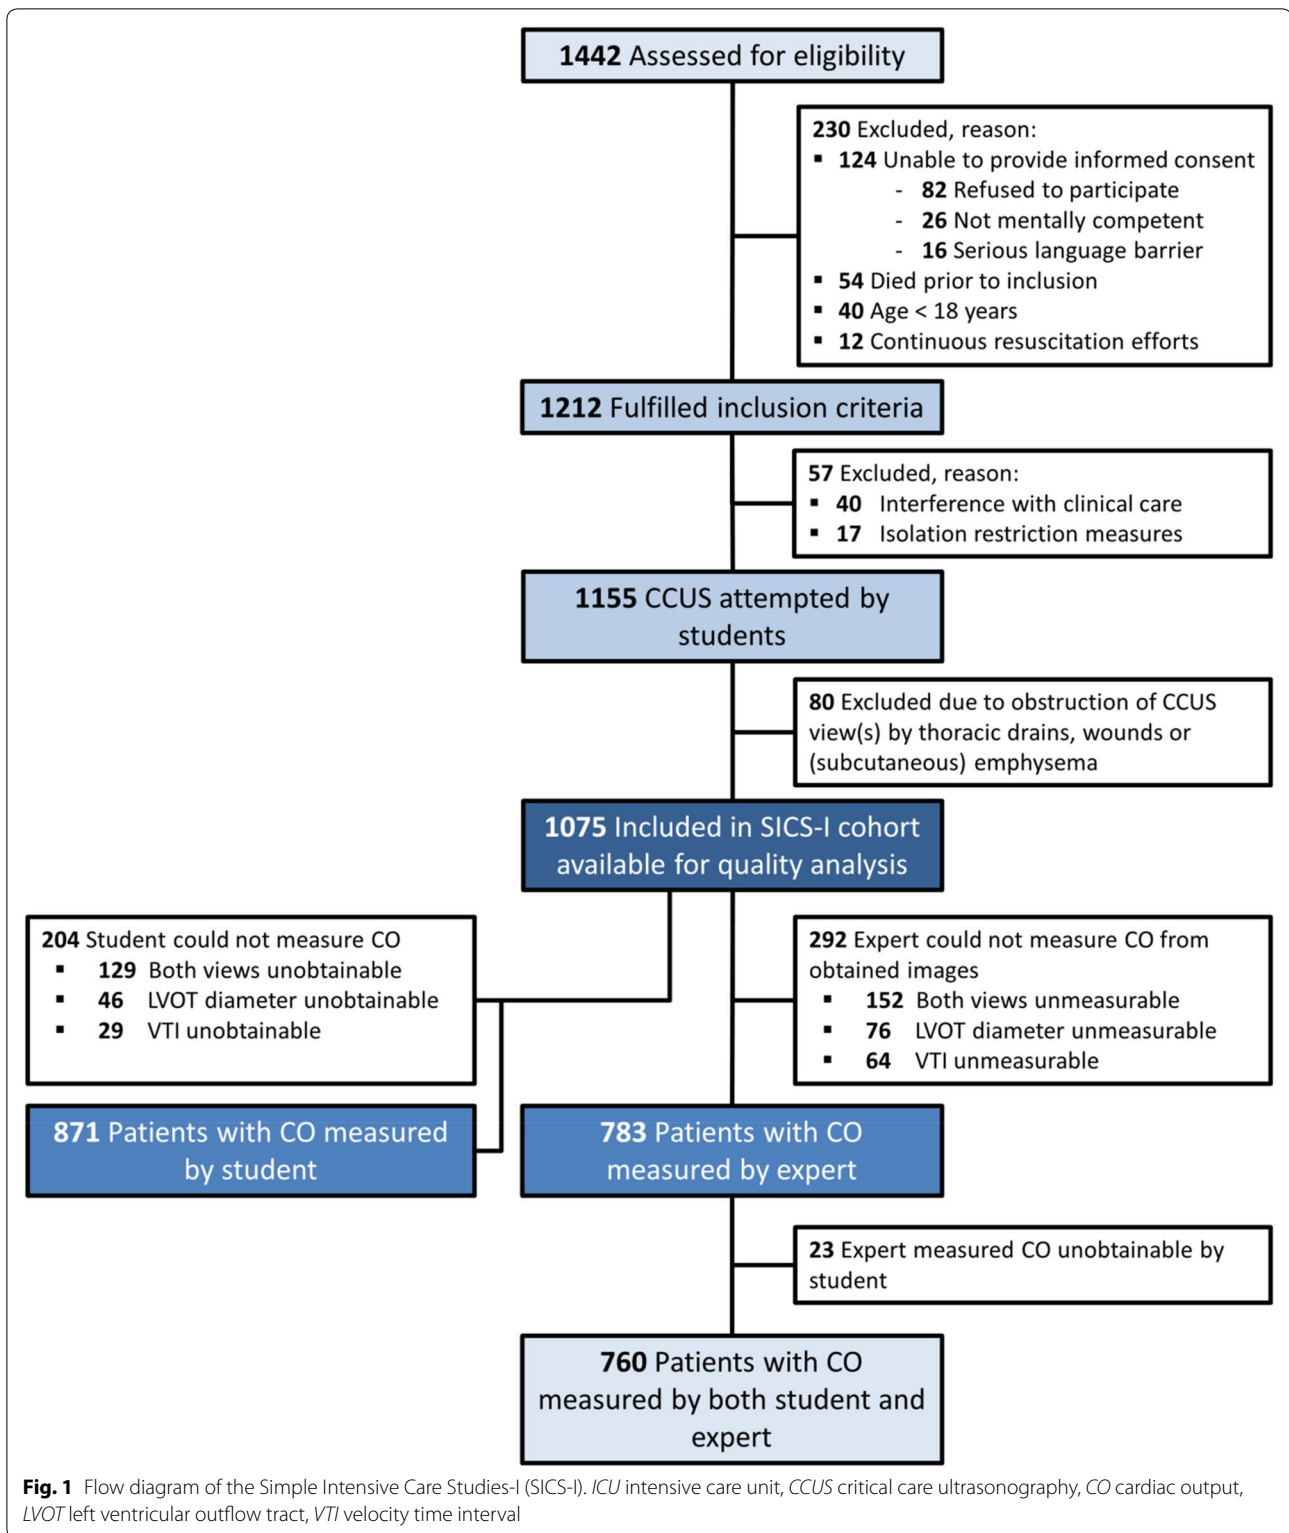 1442 Assessed for eligibility
230 Excluded, reason:
▪ 124 Unable to provide informed consent
- 82 Refused to participate
- 26 Not mentally competent
- 16 Serious language barrier
▪ 54 Died prior to inclusion
▪ 40 Age < 18 years
▪ 12 Continuous resuscitation efforts
1212 Fulfilled inclusion criteria
57 Excluded, reason:
▪ 40 Interference with clinical care
▪ 17 Isolation restriction measures
1155 CCUS attempted by
students
80 Excluded due to obstruction of CCUS
view(s) by thoracic drains, wounds or
(subcutaneous) emphysema
1075 Included in SICS-I cohort
available for quality analysis
204 Student could not measure CO
▪ 129 Both views unobtainable
▪ 46 LVOT diameter unobtainable
▪ 29 VTI unobtainable
292 Expert could not measure CO from
obtained images
▪ 152 Both views unmeasurable
▪ 76 LVOT diameter unmeasurable
▪ 64 VTI unmeasurable
871 Patients with CO measured
by student
783 Patients with CO
measured by expert
23 Expert measured CO unobtainable by
student
760 Patients with CO
measured by both student and
expert
Fig. 1 Flow diagram of the Simple Intensive Care Studies-I (SICS-I). ICU intensive care unit, CCUS critical care ultrasonography, CO cardiac output,
LVOT left ventricular outflow tract, VTI velocity time interval